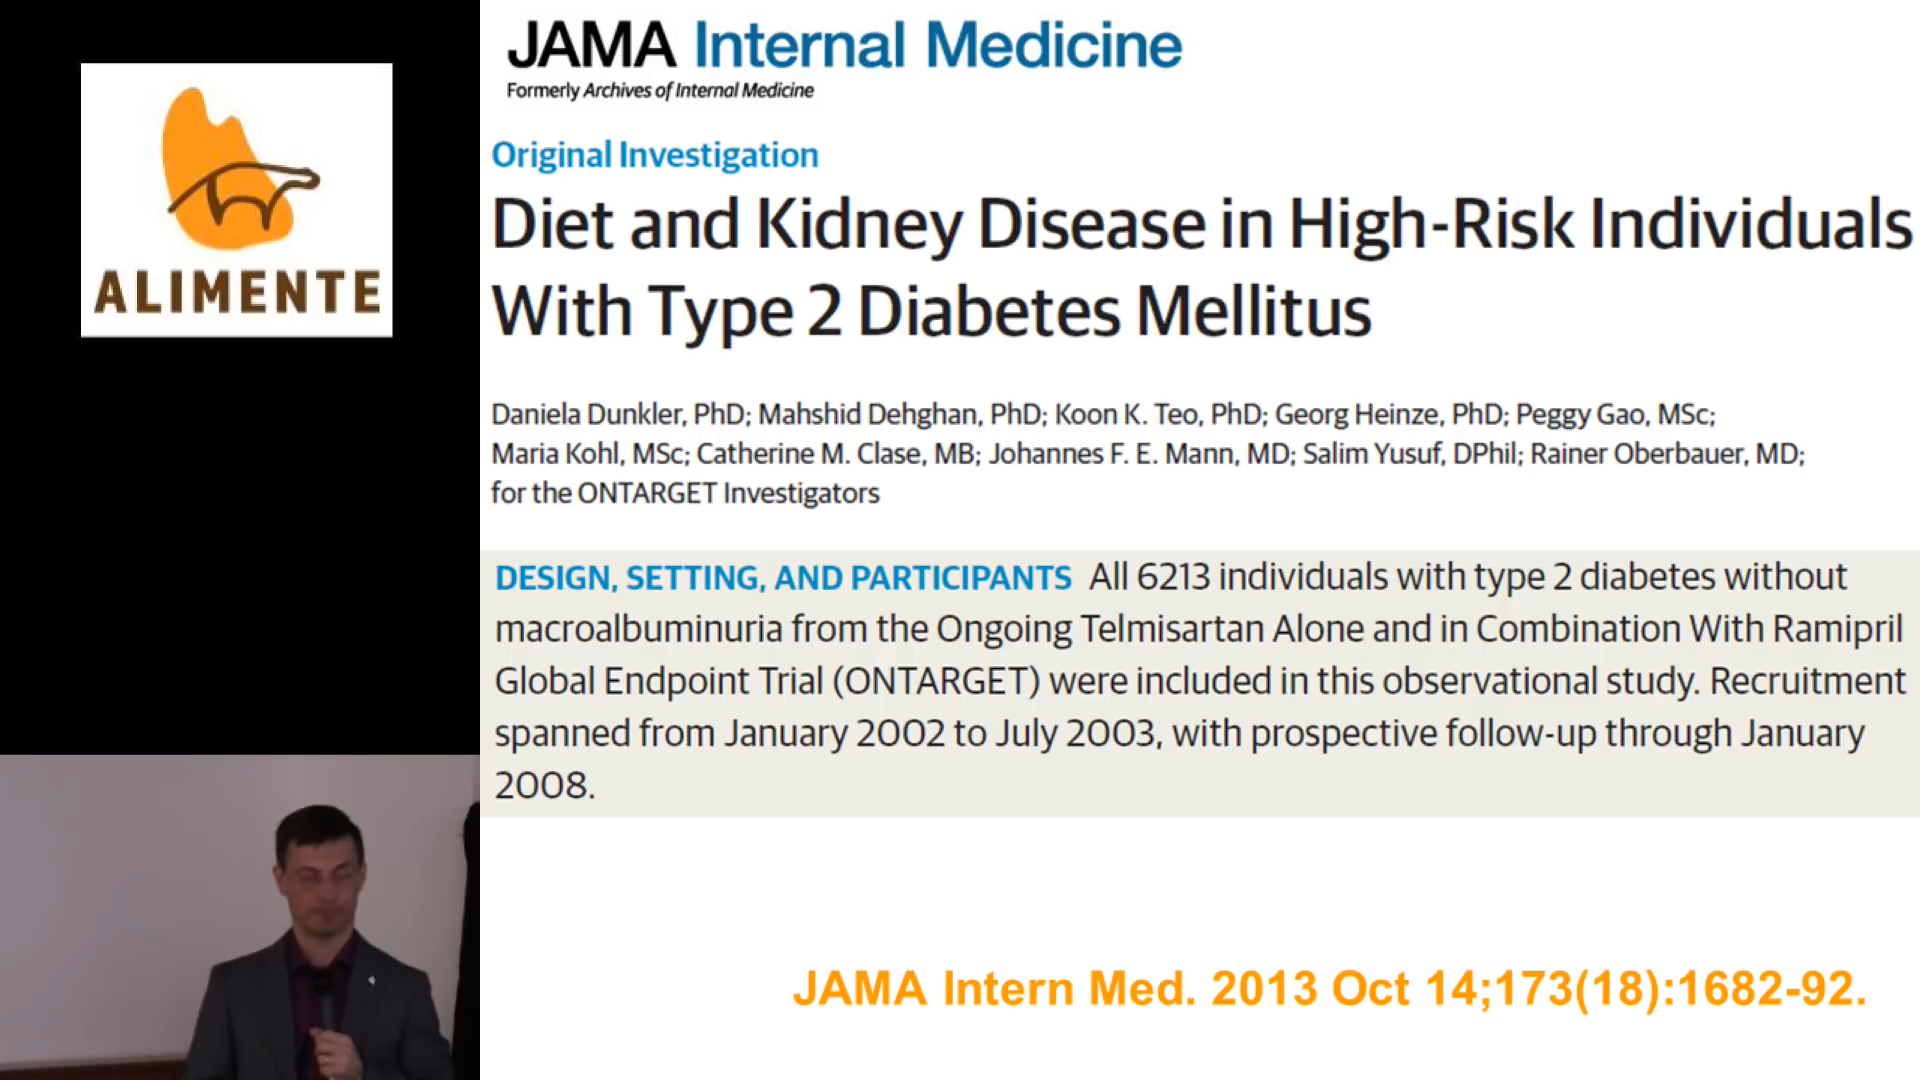 ALIMENTE
JAMA Internal Medicine
Formerly Archives of Internal Medicine
Original Investigation
Diet and Kidney Disease in High-Risk Individuals
With Type 2 Diabetes Mellitus
Daniela Dunkler, PhD; Mahshid Dehghan, PhD; Koon K. Teo, PhD; Georg Heinze, PhD; Peggy Gao, MSc;
Maria Kohl, MSc; Catherine M. Clase, MB; Johannes F. E. Mann, MD; Salim Yusuf, DPhil; Rainer Oberbauer, MD;
for the ONTARGET Investigators
DESIGN, SETTING, AND PARTICIPANTS All 6213 individuals with type 2 diabetes without
macroalbuminuria from the Ongoing Telmisartan Alone and in Combination With Ramipril
Global Endpoint Trial (ONTARGET) were included in this observational study. Recruitment
spanned from January 2002 to July 2003, with prospective follow-up through January
2008.
JAMA Intern Med. 2013 Oct 14;173(18):1682-92.